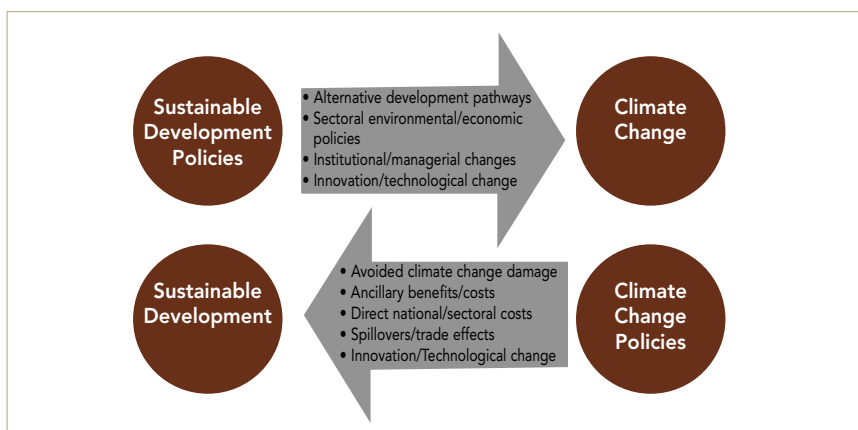 Sustainable
Development
Policies
• Alternative development pathways
• Sectoral environmental/economic
policies
• Institutional/managerial changes
• Innovation/technological change
Climate
Change
Sustainable
Development
• Avoided climate change damage
• Ancillary benefits/costs
• Direct national/sectoral costs
• Spillovers/trade effects
• Innovation/Technological change
Climate
Change
Policies